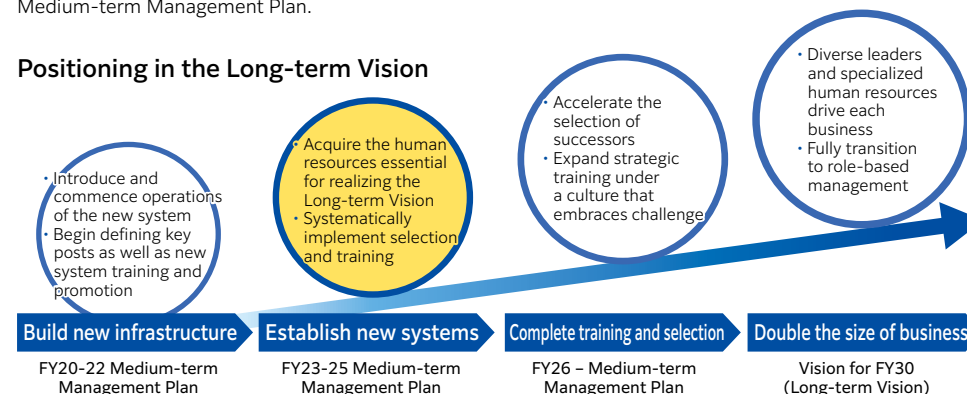 Medium-term Management Plan.
Positioning in the Long-term Vision
・Introduce and
commence operations
of the new system
・Begin defining key
posts as well as new
system training and
promotion
・Acquire the human
resources essential
for realizing the
Long-term Vision
・Systematically
implement selection
and training
・Accelerate the
selection of
successors
・Expand strategic
training under
a culture that
embraces challenge
・Diverse leaders
and specialized
human resources
drive each
business
・Fully transition
to role-based
management
Build new infrastructure
Establish new systems
Complete training and selection
Double the size of business
FY20-22 Medium-term
Management Plan
FY23-25 Medium-term
Management Plan
FY26 – Medium-term
Management Plan
Vision for FY30
(Long-term Vision)